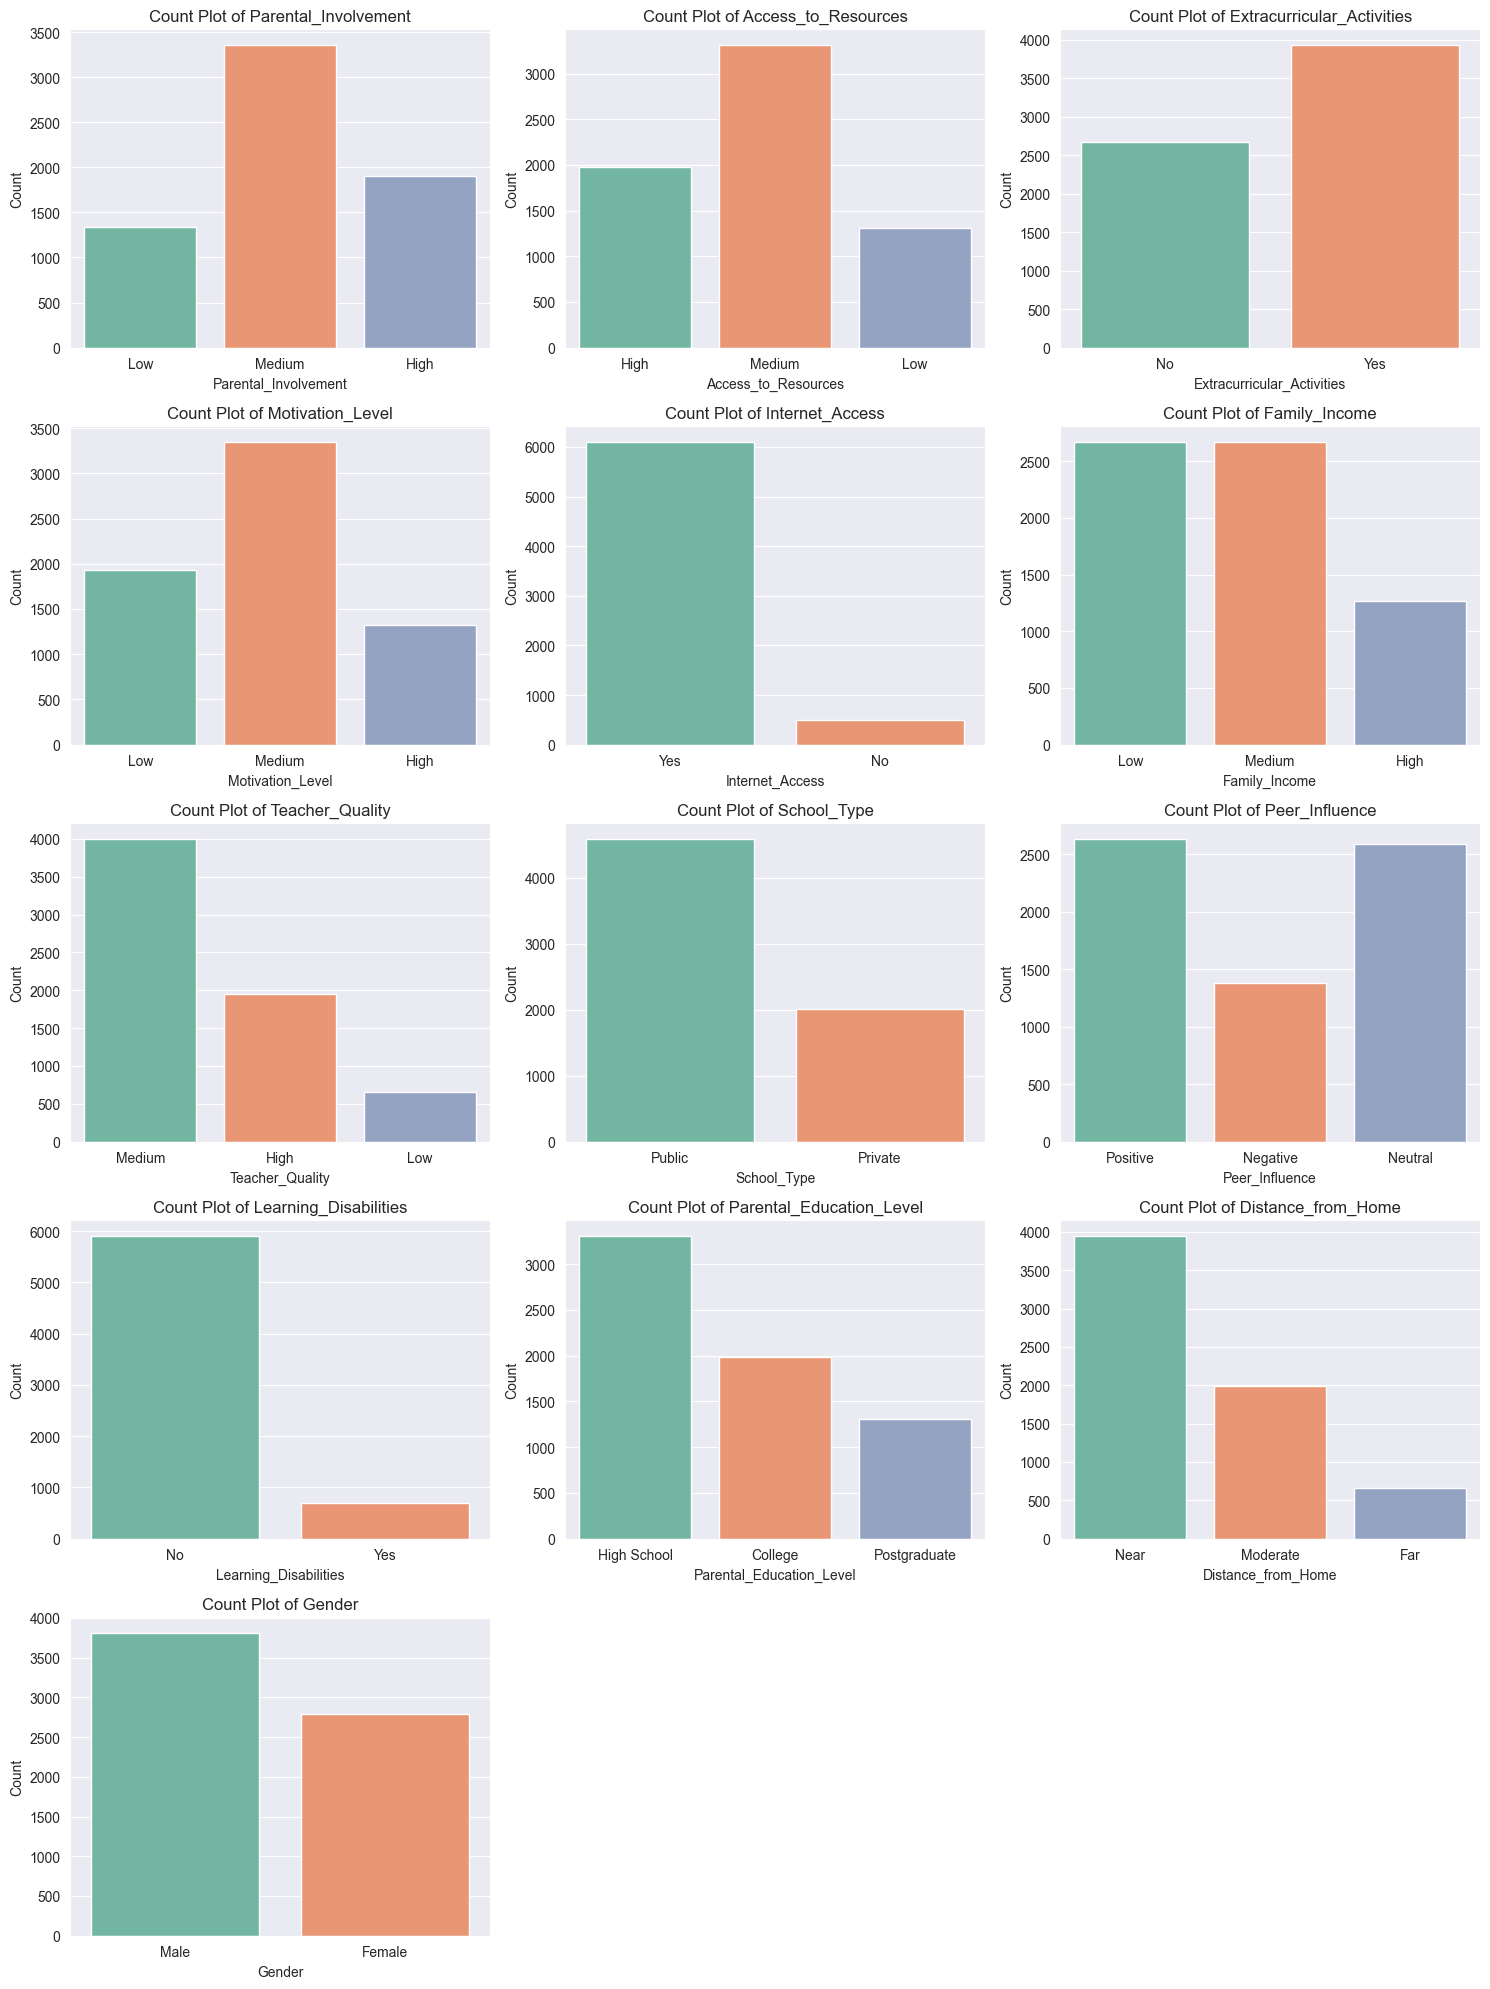 Count Plot of Parental_Involvement
3500
3000
2500
2000
1500
1000
500
0
Count
Low Medium High
Parental_Involvement
Count Plot of Access_to_Resources
3000
2500
2000
1500
1000
500
0
Count
High Medium Low
Access_to_Resources
Count Plot of Extracurricular_Activities
4000
3500
3000
2500
2000
1500
1000
500
0
Count
No Yes
Extracurricular_Activities
Count Plot of Motivation_Level
3500
3000
2500
2000
1500
1000
500
0
Count
Low Medium High
Motivation_Level
Count Plot of Internet_Access
6000
5000
4000
3000
2000
1000
0
Count
Yes No
Internet_Access
Count Plot of Family_Income
2500
2000
1500
1000
500
0
Count
Low Medium High
Family_Income
Count Plot of Teacher_Quality
4000
3500
3000
2500
2000
1500
1000
500
0
Count
Medium High Low
Teacher_Quality
Count Plot of School_Type
4000
3000
2000
1000
0
Count
Public Private
School_Type
Count Plot of Peer_Influence
2500
2000
1500
1000
500
0
Count
Positive Negative Neutral
Peer_Influence
Count Plot of Learning_Disabilities
6000
5000
4000
3000
2000
1000
0
Count
No Yes
Learning_Disabilities
Count Plot of Parental_Education_Level
3000
2500
2000
1500
1000
500
0
Count
High School College Postgraduate
Parental_Education_Level
Count Plot of Distance_from_Home
4000
3500
3000
2500
2000
1500
1000
500
0
Count
Near Moderate Far
Distance_from_Home
Count Plot of Gender
4000
3500
3000
2500
2000
1500
1000
500
0
Count
Male Female
Gender